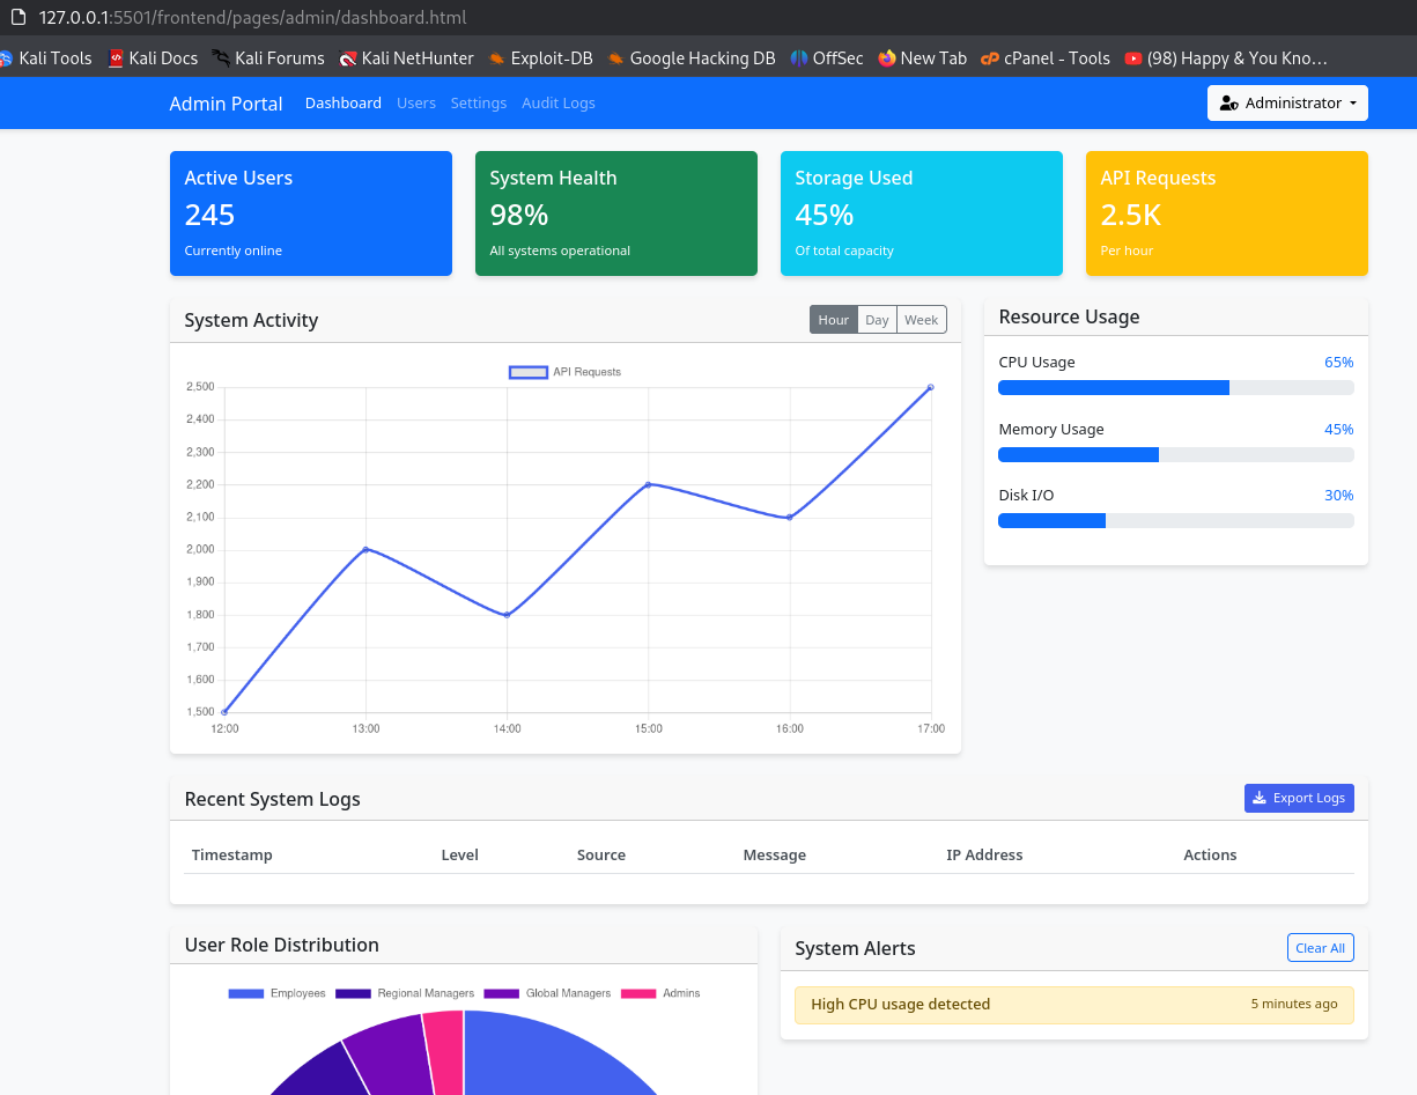 127.0.0.1:5501/frontend/pages/admin/dashboard.html
Kali Tools Kali Docs Kali Forums Kali NetHunter Exploit-DB Google Hacking DB OffSec New Tab cPanel - Tools (98) Happy & You Kno…
Admin Portal Dashboard Users Settings Audit Logs Administrator
Active Users
245
Currently online
System Health
98%
All systems operational
Storage Used
45%
Of total capacity
API Requests
2.5K
Per hour
System Activity
Hour Day Week
API Requests
2,500
2,400
2,300
2,200
2,100
2,000
1,900
1,800
1,700
1,600
1,500
12:00 13:00 14:00 15:00 16:00 17:00
Resource Usage
CPU Usage 65%
Memory Usage 45%
Disk I/O 30%
Recent System Logs Export Logs
Timestamp Level Source Message IP Address Actions
User Role Distribution
Employees Regional Managers Global Managers Admins
System Alerts Clear All
High CPU usage detected 5 minutes ago